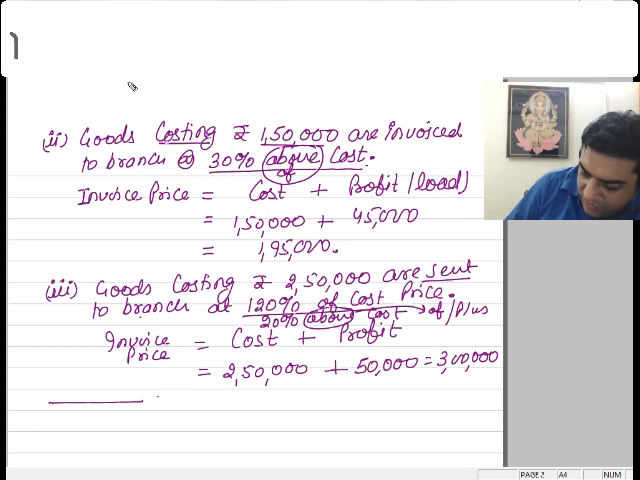 (ii) Goods Costing ₹ 1,50,000 are invoiced
to branch @ 30% above Cost.
of
Invoice Price = Cost + Profit/load)
= 1,50,000 + 45,000
= 1,95,000.
(iii) Goods Costing ₹ 2,50,000 are sent
to branch at 120% of Cost Price.
20% above Cost → of/Plus
Invoice Price = Cost + Profit
= 2,50,000 + 50,000 = 3,00,000
PAGE 2 A4 NUM